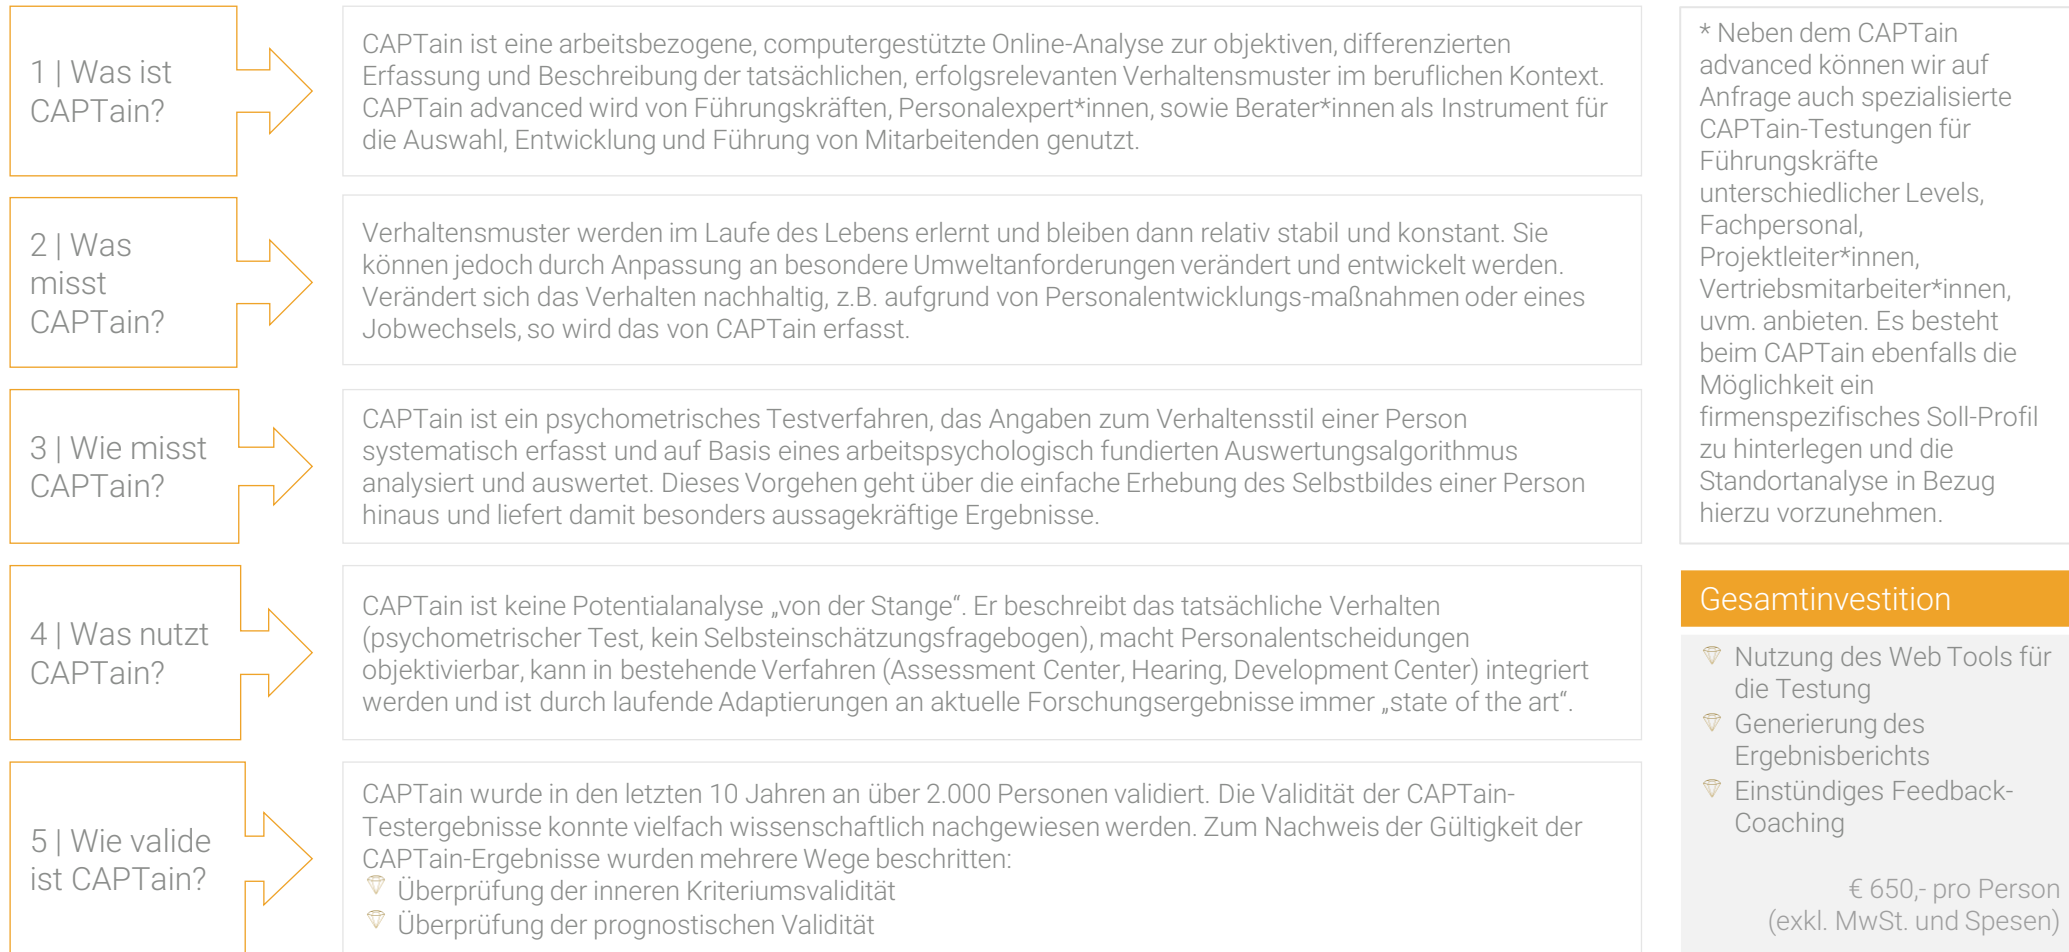 1 | Was ist
CAPTain?
CAPTain ist eine arbeitsbezogene, computergestützte Online-Analyse zur objektiven, differenzierten
Erfassung und Beschreibung der tatsächlichen, erfolgsrelevanten Verhaltensmuster im beruflichen Kontext.
CAPTain advanced wird von Führungskräften, Personalexpert*innen, sowie Berater*innen als Instrument für
die Auswahl, Entwicklung und Führung von Mitarbeitenden genutzt.
2 | Was
misst
CAPTain?
Verhaltensmuster werden im Laufe des Lebens erlernt und bleiben dann relativ stabil und konstant. Sie
können jedoch durch Anpassung an besondere Umweltanforderungen verändert und entwickelt werden.
Verändert sich das Verhalten nachhaltig, z.B. aufgrund von Personalentwicklungs-maßnahmen oder eines
Jobwechsels, so wird das von CAPTain erfasst.
3 | Wie misst
CAPTain?
CAPTain ist ein psychometrisches Testverfahren, das Angaben zum Verhaltensstil einer Person
systematisch erfasst und auf Basis eines arbeitspsychologisch fundierten Auswertungsalgorithmus
analysiert und auswertet. Dieses Vorgehen geht über die einfache Erhebung des Selbstbildes einer Person
hinaus und liefert damit besonders aussagekräftige Ergebnisse.
4 | Was nutzt
CAPTain?
CAPTain ist keine Potentialanalyse „von der Stange“. Er beschreibt das tatsächliche Verhalten
(psychometrischer Test, kein Selbsteinschätzungsfragebogen), macht Personalentscheidungen
objektivierbar, kann in bestehende Verfahren (Assessment Center, Hearing, Development Center) integriert
werden und ist durch laufende Adaptierungen an aktuelle Forschungsergebnisse immer „state of the art“.
5 | Wie valide
ist CAPTain?
CAPTain wurde in den letzten 10 Jahren an über 2.000 Personen validiert. Die Validität der CAPTain-
Testergebnisse konnte vielfach wissenschaftlich nachgewiesen werden. Zum Nachweis der Gültigkeit der
CAPTain-Ergebnisse wurden mehrere Wege beschritten:
Überprüfung der inneren Kriteriumsvalidität
Überprüfung der prognostischen Validität
* Neben dem CAPTain
advanced können wir auf
Anfrage auch spezialisierte
CAPTain-Testungen für
Führungskräfte
unterschiedlicher Levels,
Fachpersonal,
Projektleiter*innen,
Vertriebsmitarbeiter*innen,
uvm. anbieten. Es besteht
beim CAPTain ebenfalls die
Möglichkeit ein
firmenspezifisches Soll-Profil
zu hinterlegen und die
Standortanalyse in Bezug
hierzu vorzunehmen.
Gesamtinvestition
Nutzung des Web Tools für
die Testung
Generierung des
Ergebnisberichts
Einstündiges Feedback-
Coaching
€ 650,- pro Person
(exkl. MwSt. und Spesen)